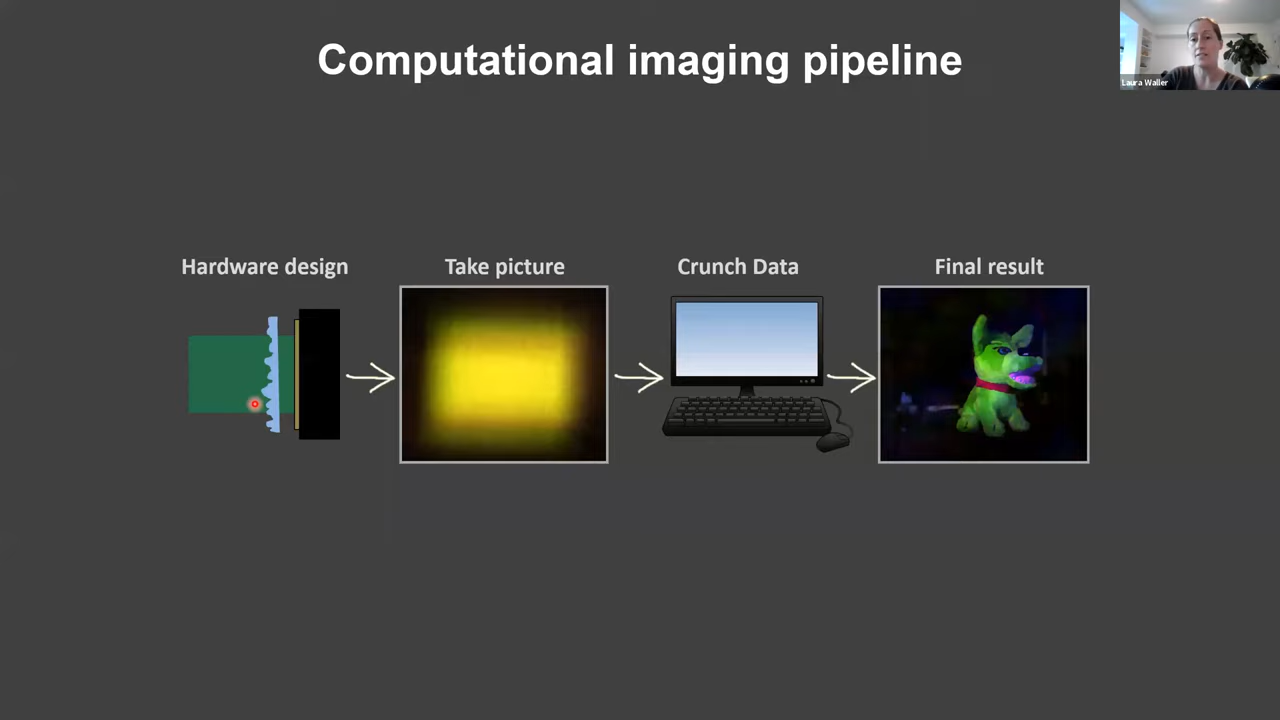 Computational imaging pipeline
Laura Waller
Hardware design
Take picture
Crunch Data
Final result